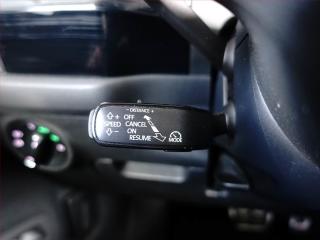 - DISTANCE +
+ OFF
SPEED CANCEL
- ON
RESUME MODE